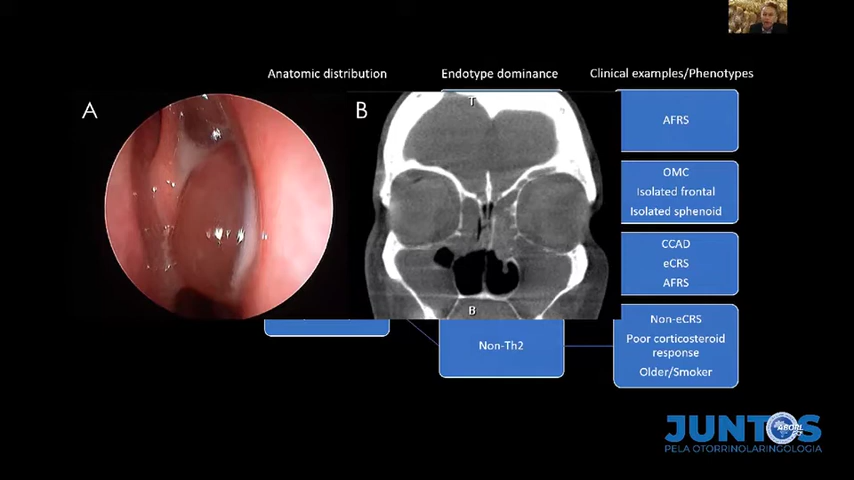 Anatomic distribution
Endotype dominance
Clinical examples/Phenotypes
A
B
T
B
AFRS
OMC
Isolated frontal
Isolated sphenoid
CCAD
eCRS
AFRS
Non-Th2
Non-eCRS
Poor corticosteroid
response
Older/Smoker
JUNTOS
PELA OTORRINOLARINGOLOGIA